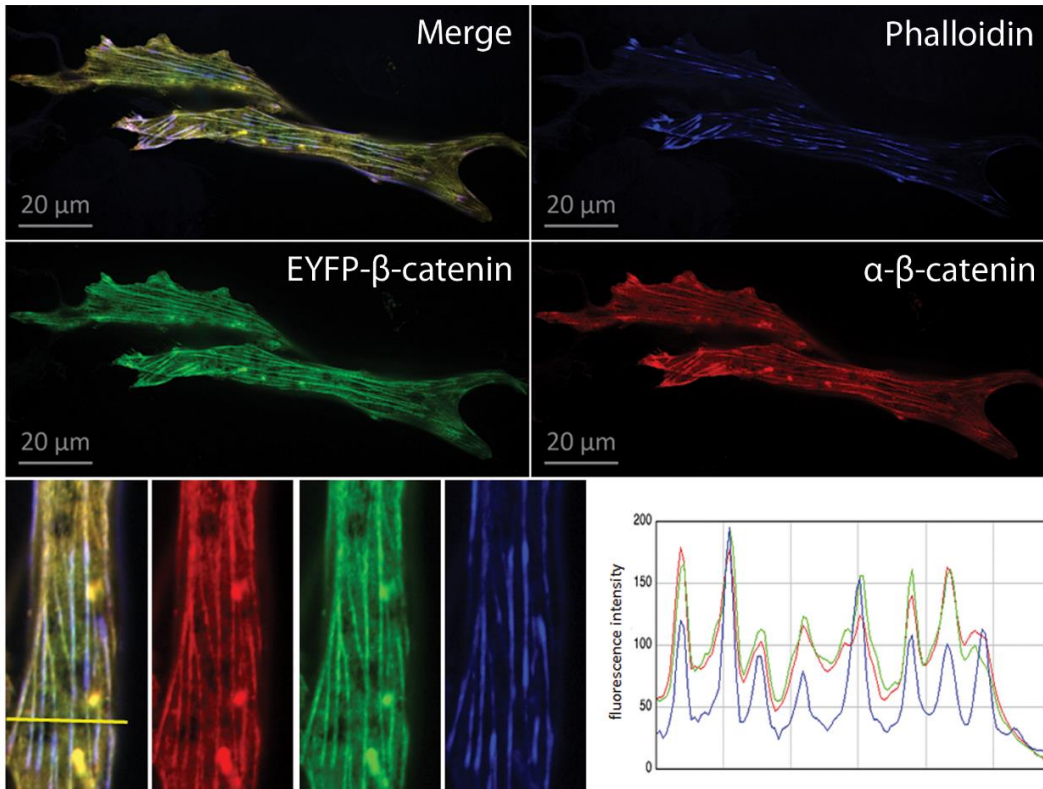 Merge
Phalloidin
20 μm
20 μm
EYFP-β-catenin
α-β-catenin
20 μm
20 μm
fluorescence intensity
200
150
100
50
0